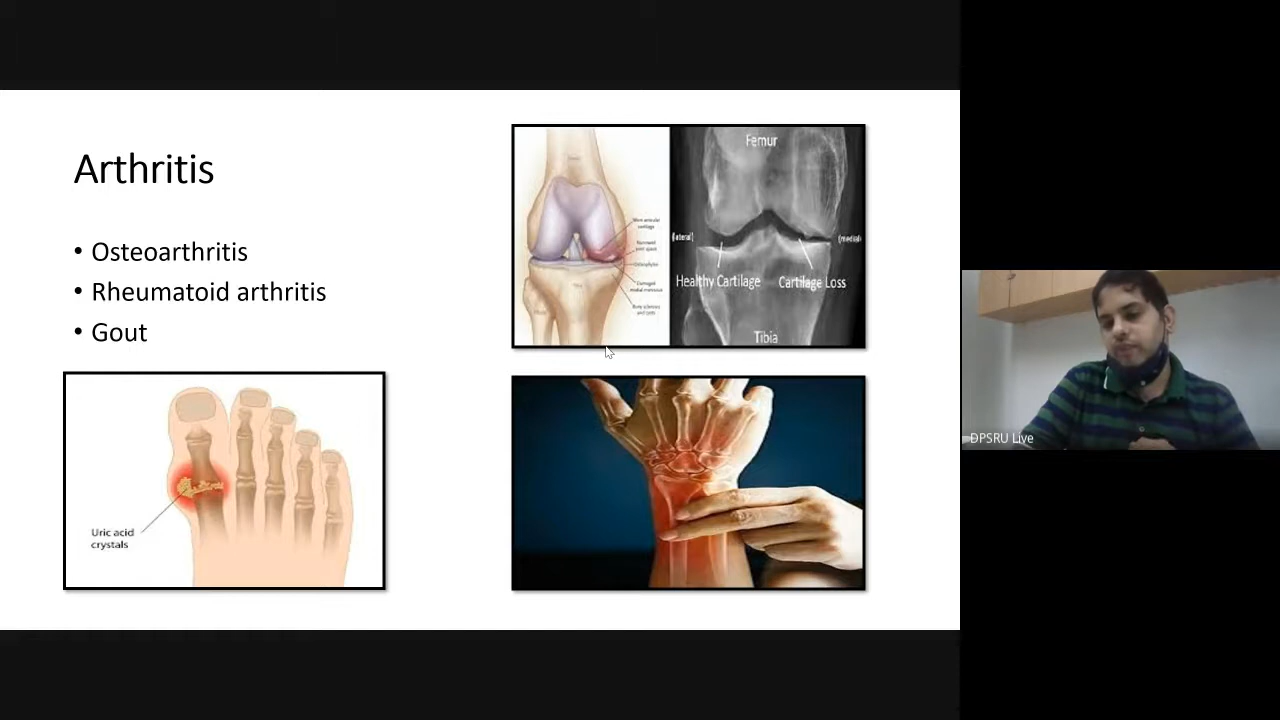 Arthritis
• Osteoarthritis
• Rheumatoid arthritis
• Gout
Femur
(lateral)
(medial)
Healthy Cartilage
Cartilage Loss
Tibia
Uric acid
crystals
DPSRU Live